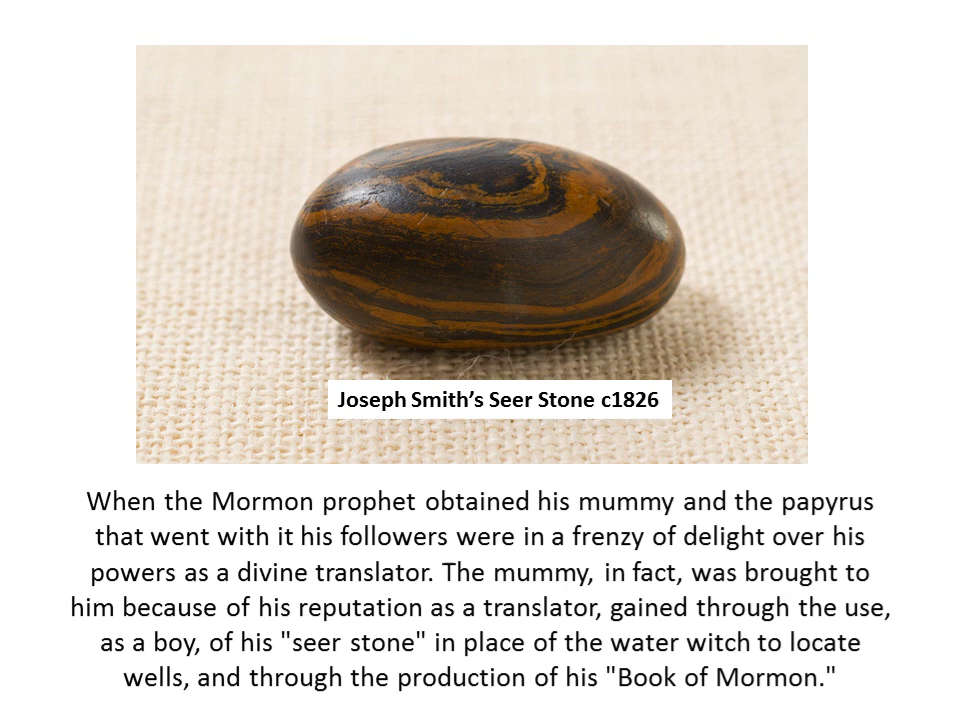 Joseph Smith's Seer Stone c1826
When the Mormon prophet obtained his mummy and the papyrus
that went with it his followers were in a frenzy of delight over his
powers as a divine translator. The mummy, in fact, was brought to
him because of his reputation as a translator, gained through the use,
as a boy, of his "seer stone" in place of the water witch to locate
wells, and through the production of his "Book of Mormon."